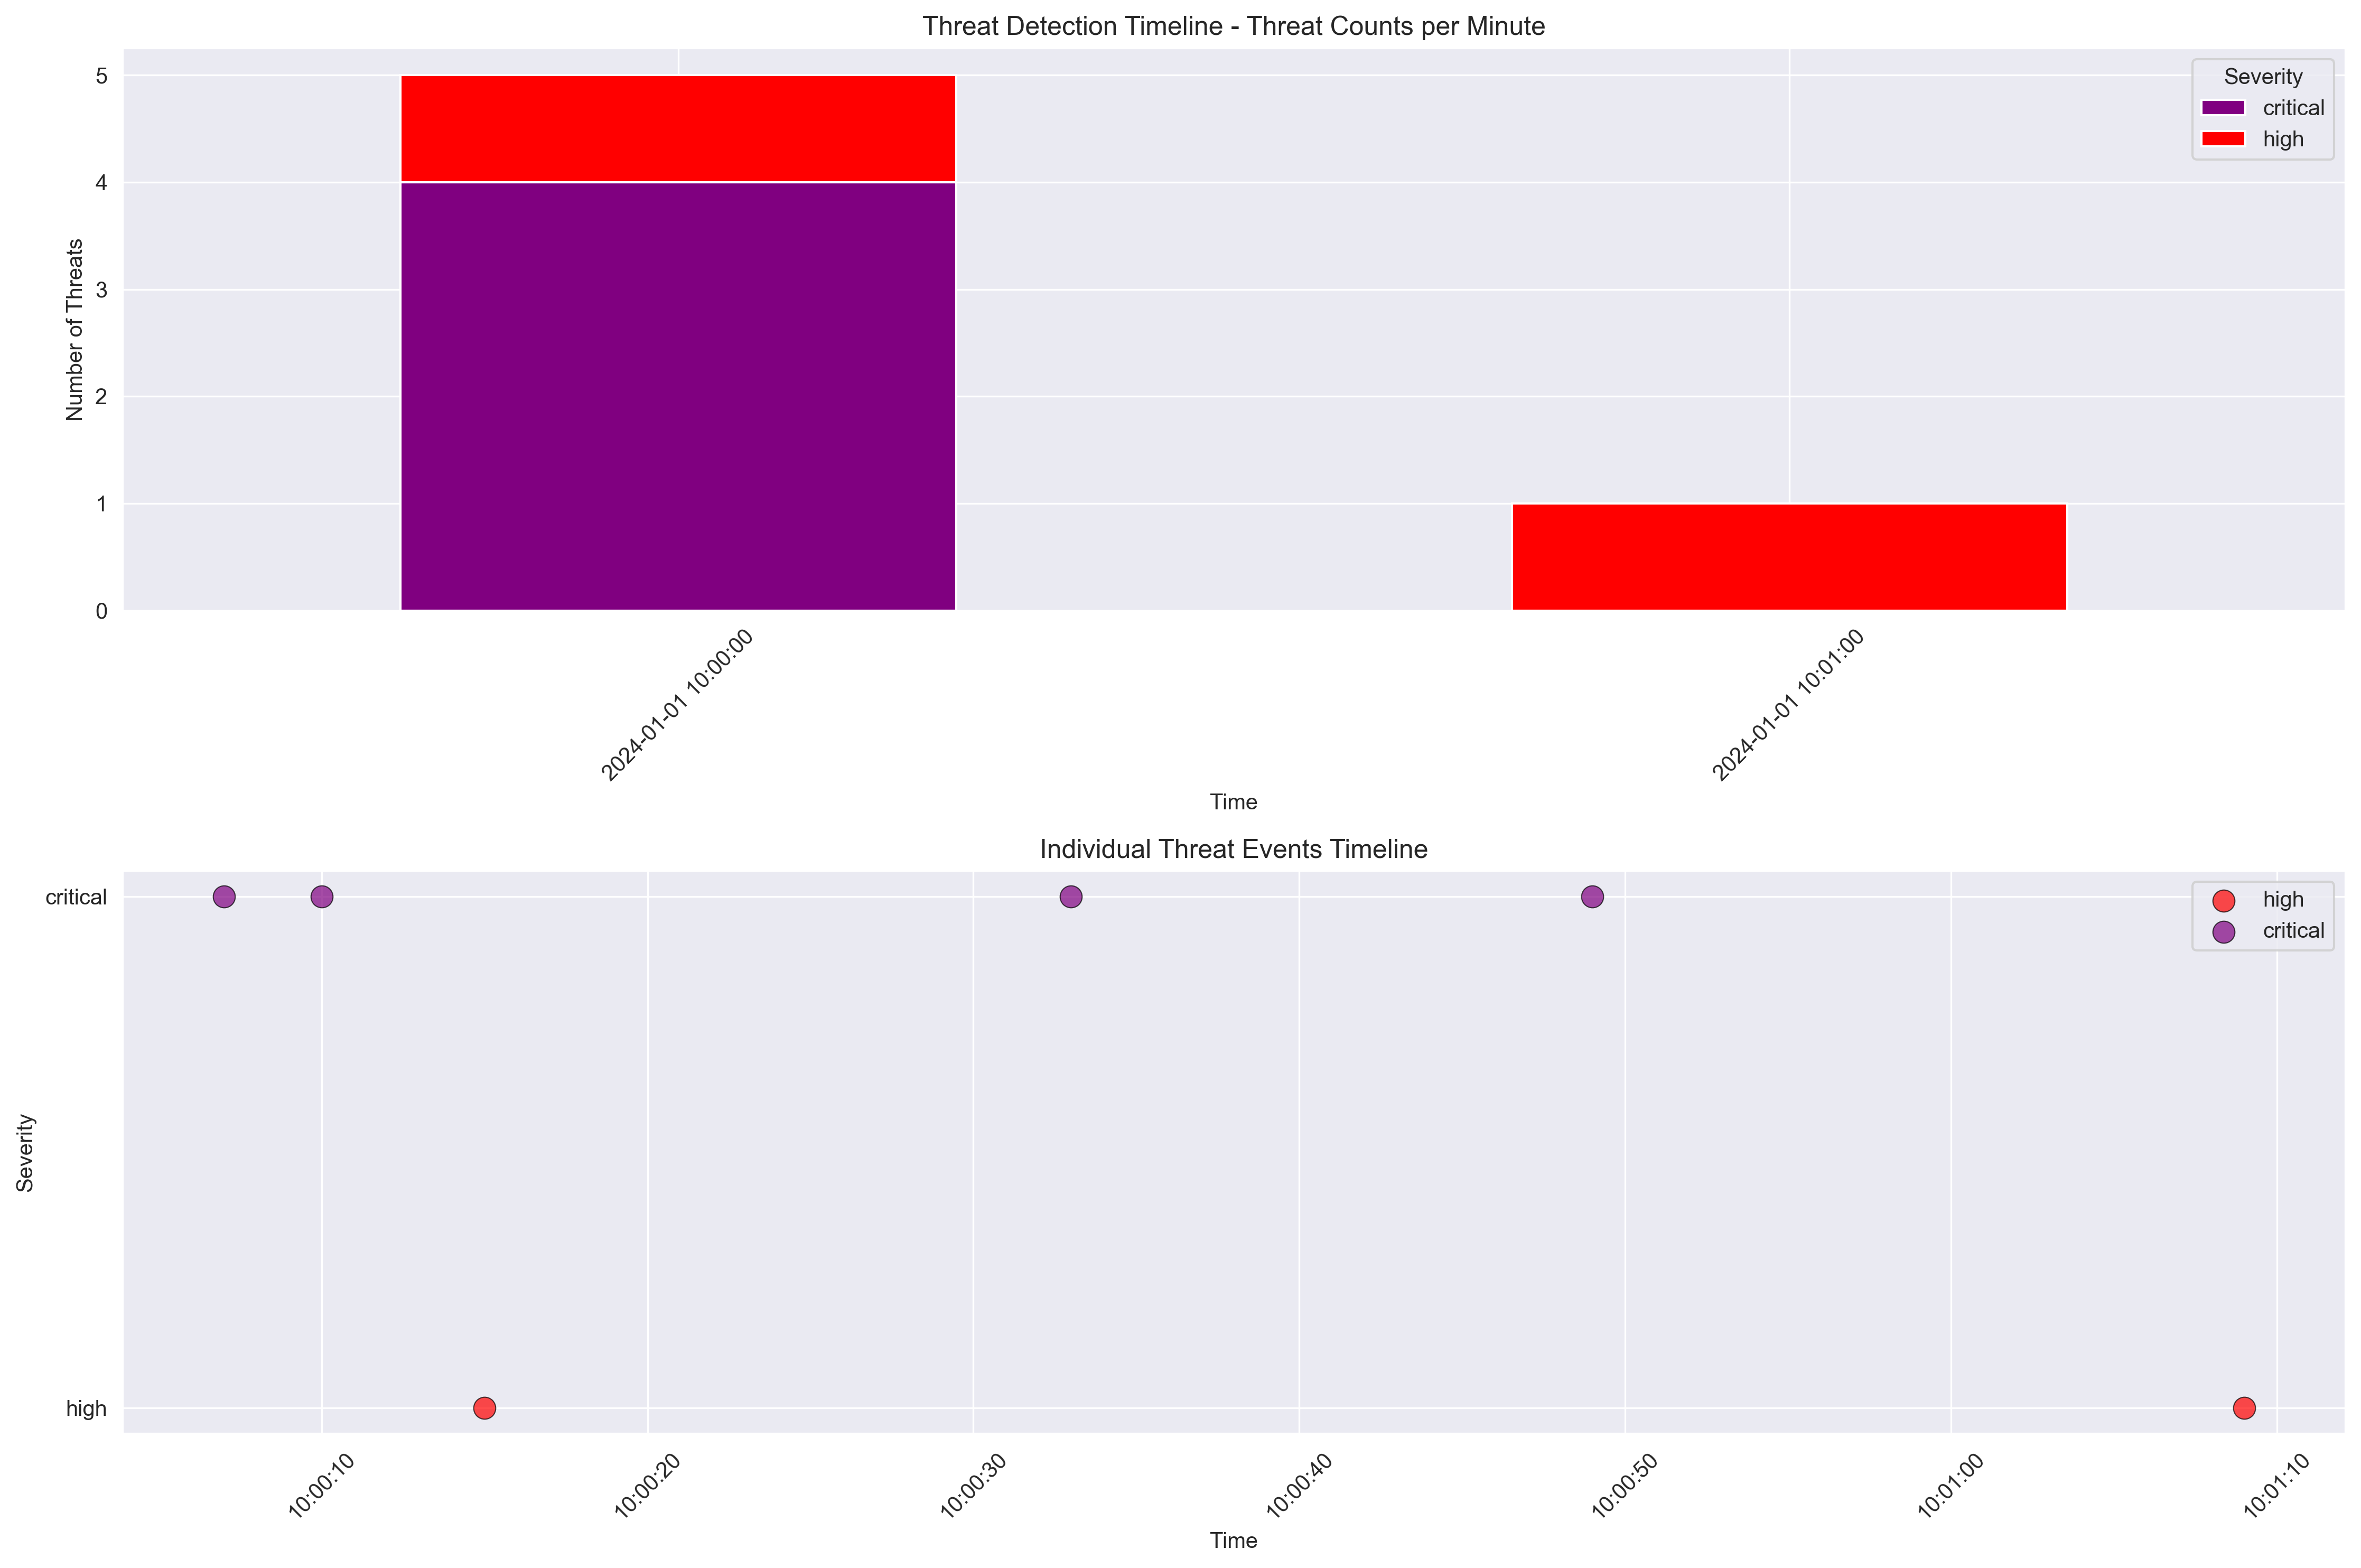 Threat Detection Timeline - Threat Counts per Minute
Number of Threats
5
4
3
2
1
0
Severity
critical
high
2024-01-01 10:00:00
2024-01-01 10:01:00
Time
Individual Threat Events Timeline
Severity
critical
high
high
critical
10:00:10
10:00:20
10:00:30
10:00:40
10:00:50
10:01:00
10:01:10
Time